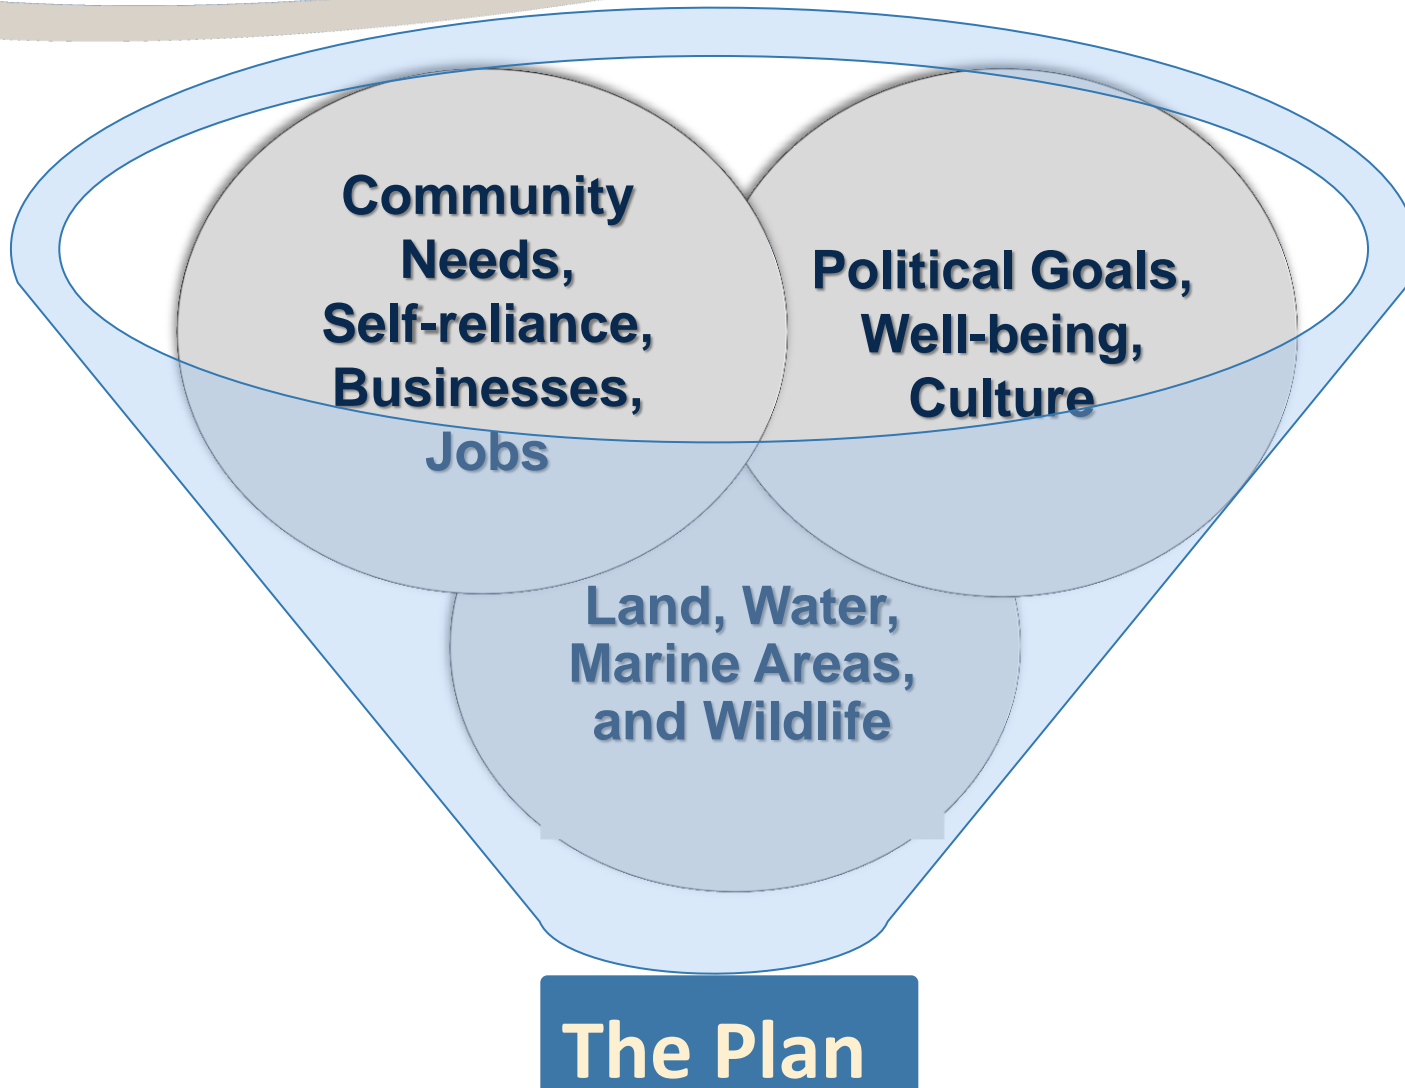 Community
Needs,
Self-reliance,
Businesses,
Jobs
Political Goals,
Well-being,
Culture
Land, Water,
Marine Areas,
and Wildlife
The Plan